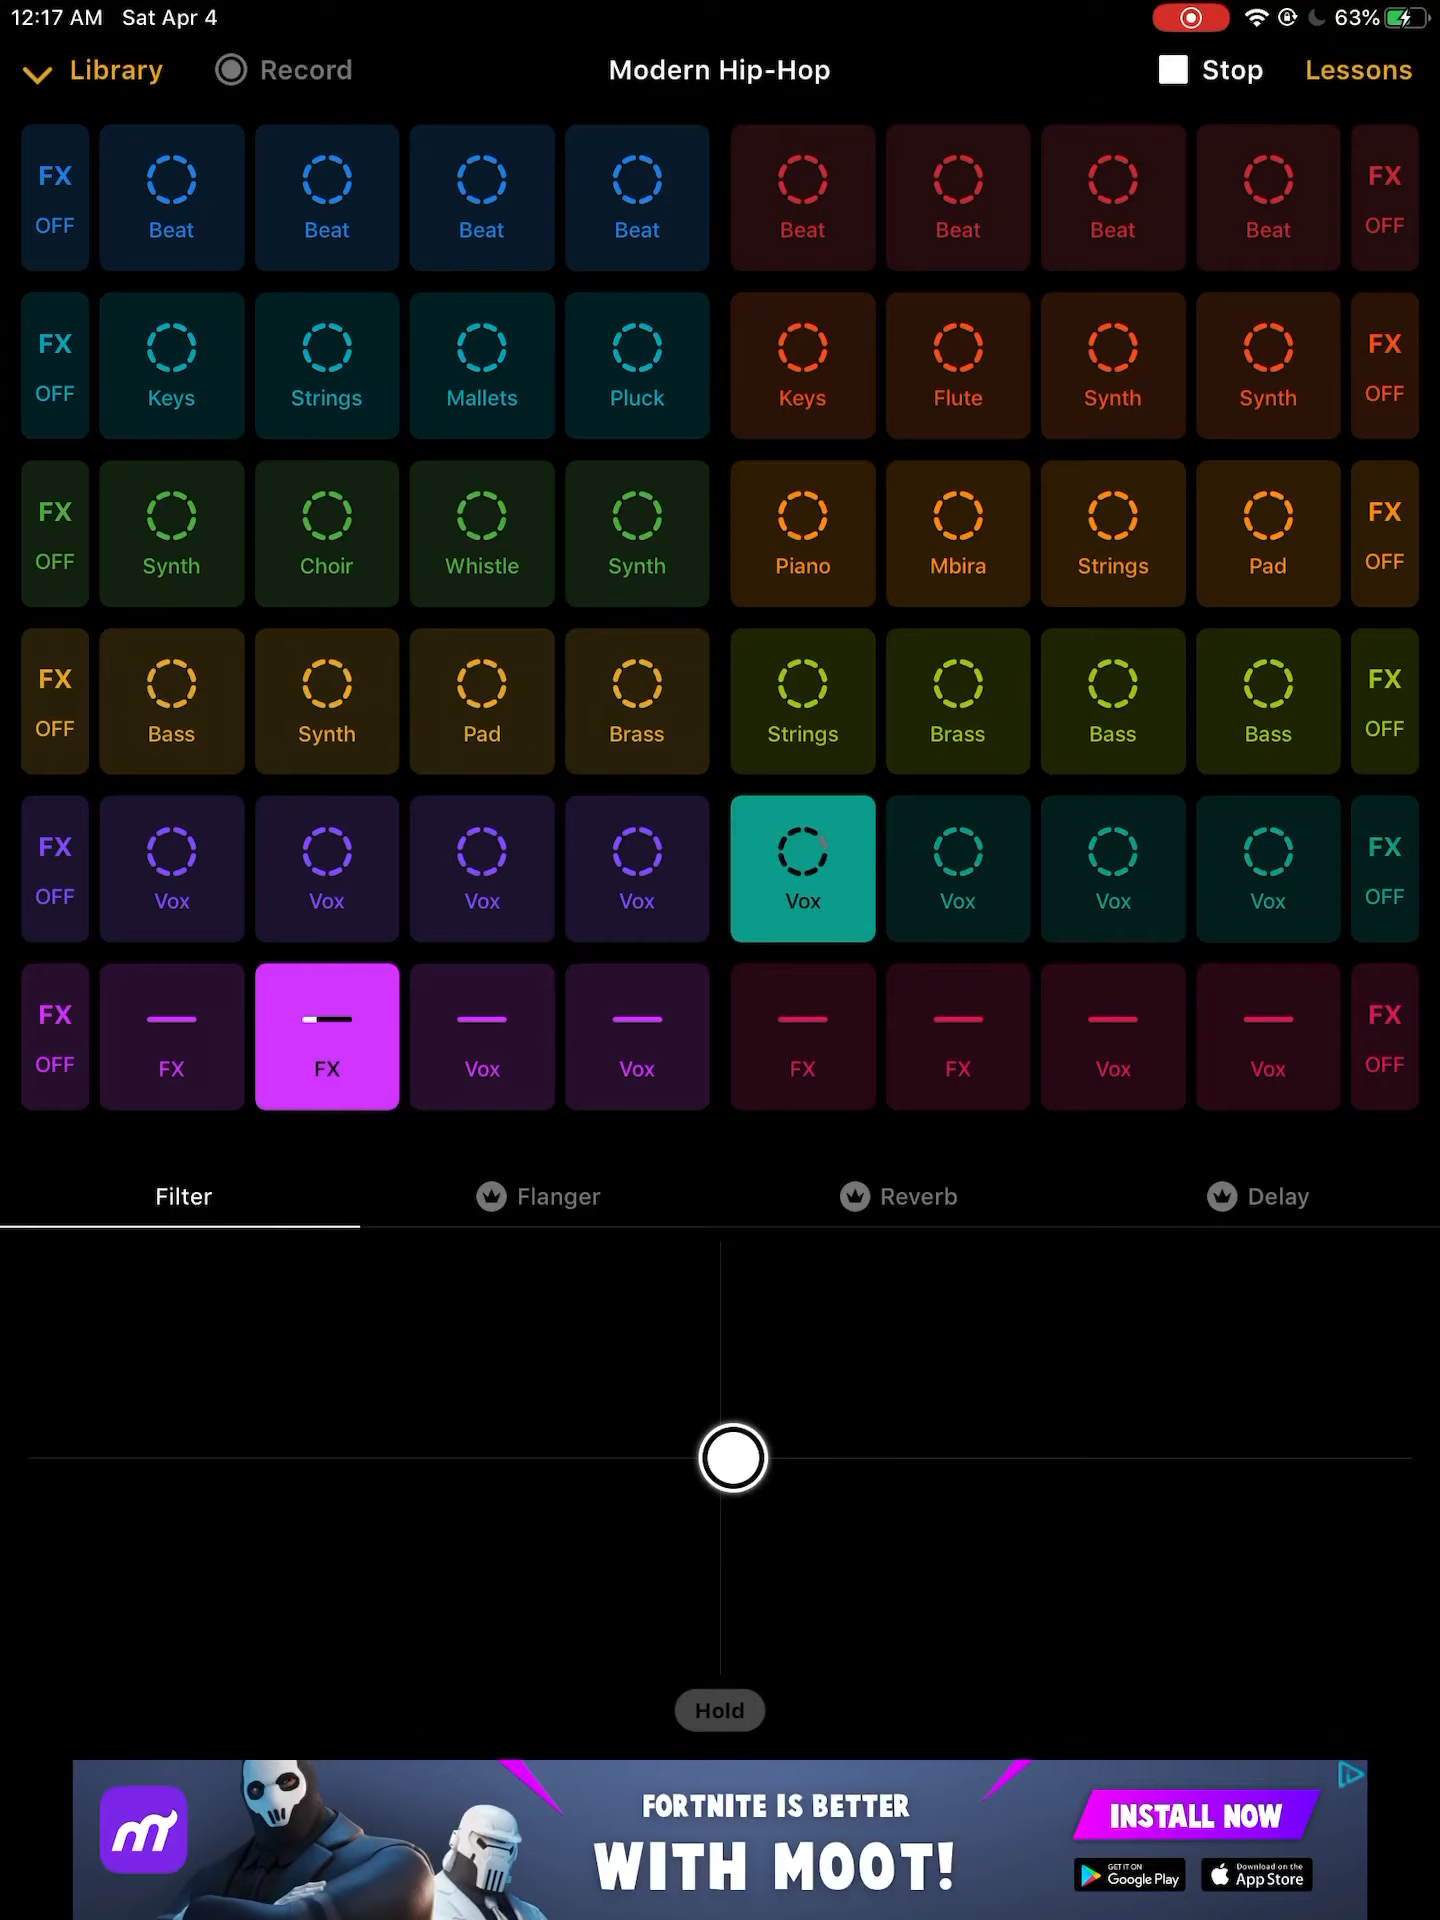 12:17 AM Sat Apr 4 63%
Library Record Modern Hip-Hop Stop Lessons
FX Beat Beat Beat Beat Beat Beat Beat Beat FX
OFF OFF
FX Keys Strings Mallets Pluck Keys Flute Synth Synth FX
OFF OFF
FX Synth Choir Whistle Synth Piano Mbira Strings Pad FX
OFF OFF
FX Bass Synth Pad Brass Strings Brass Bass Bass FX
OFF OFF
FX Vox Vox Vox Vox Vox Vox Vox Vox FX
OFF OFF
FX FX FX Vox Vox FX FX Vox Vox FX
OFF OFF
Filter Flanger Reverb Delay
Hold
m
FORTNITE IS BETTER
WITH MOOT!
INSTALL NOW
GET IT ON
Google Play
Download on the
App Store